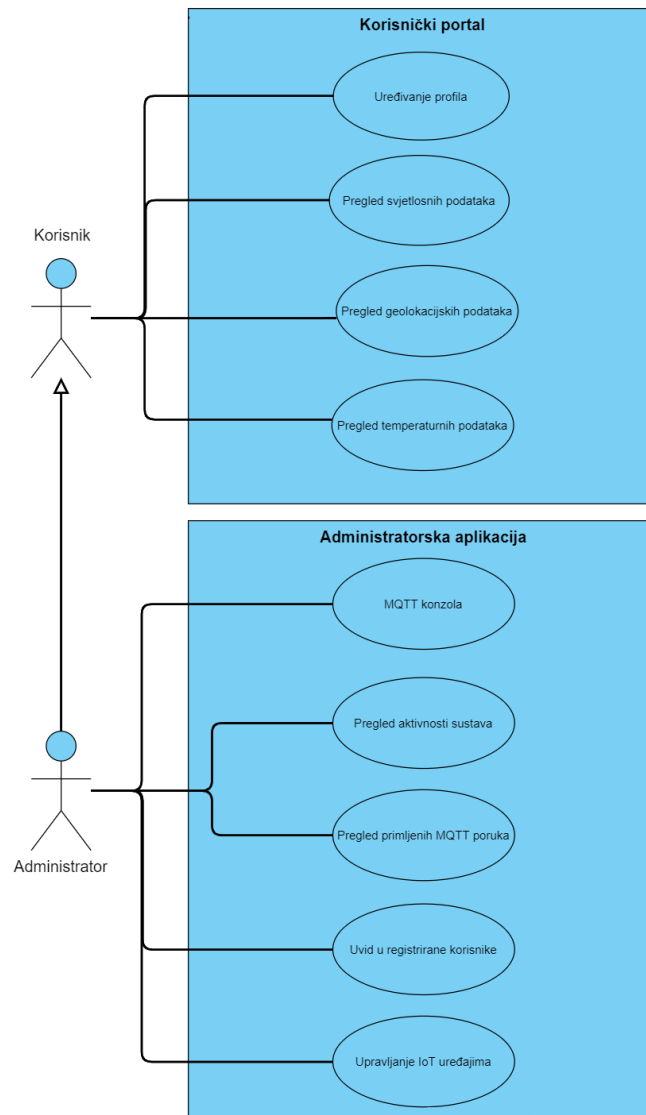 Korisnički portal
Uređivanje profila
Pregled svjetlosnih podataka
Korisnik
Pregled geolokacijskih podataka
Pregled temperaturnih podataka
Administratorska aplikacija
MQTT konzola
Pregled aktivnosti sustava
Pregled primljenih MQTT poruka
Administrator
Uvid u registrirane korisnike
Upravljanje IoT uređajima